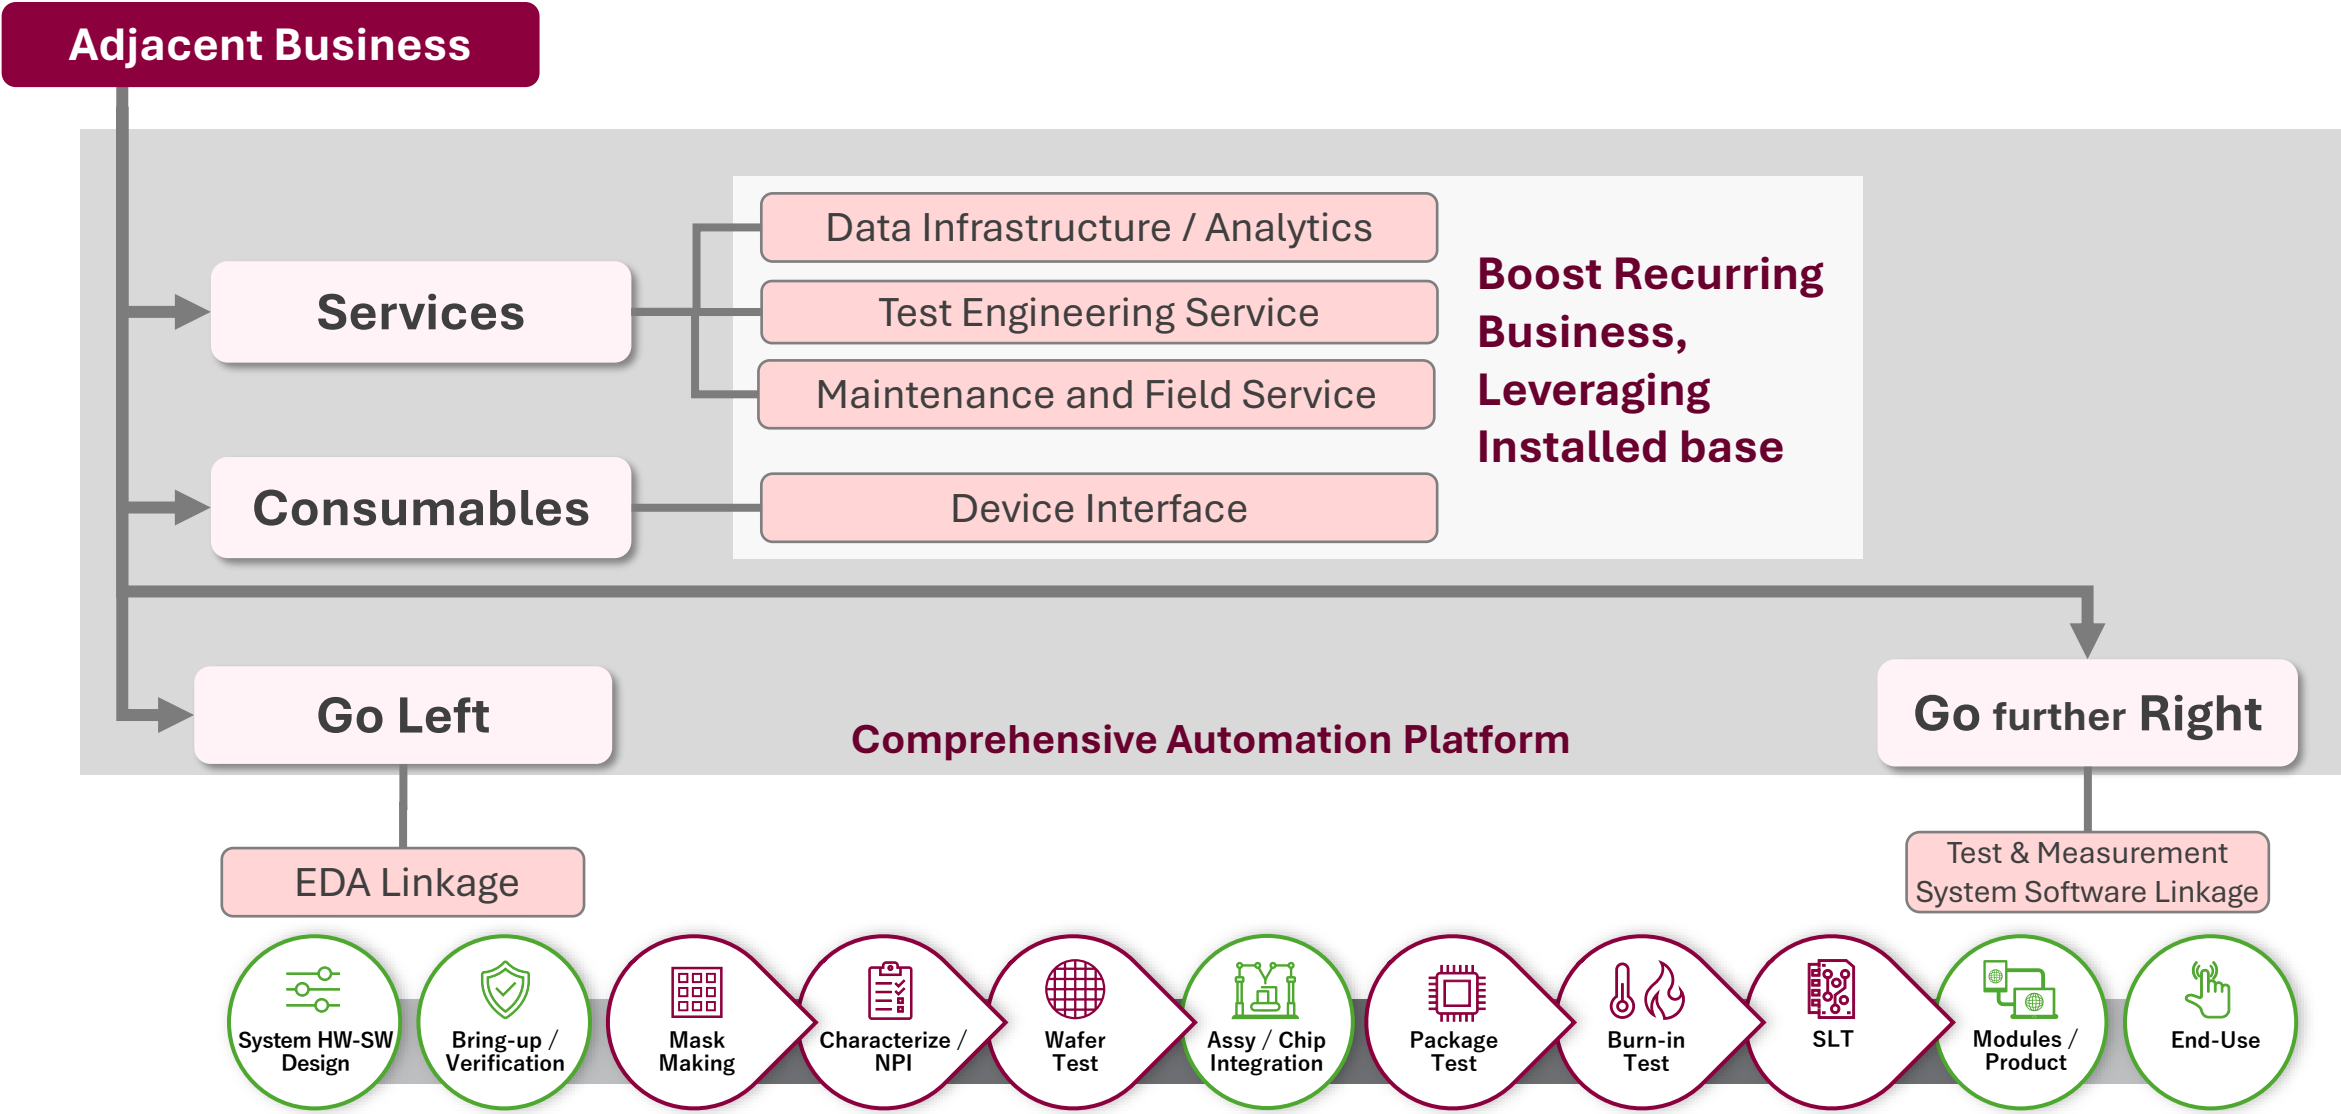 Adjacent Business
Services
Data Infrastructure / Analytics
Test Engineering Service
Maintenance and Field Service
Boost Recurring
Business,
Leveraging
Installed base
Consumables
Device Interface
Go Left
Comprehensive Automation Platform
Go further Right
EDA Linkage
Test & Measurement
System Software Linkage
System HW-SW
Design
Bring-up /
Verification
Mask
Making
Characterize /
NPI
Wafer
Test
Assy / Chip
Integration
Package
Test
Burn-in
Test
SLT
Modules /
Product
End-Use